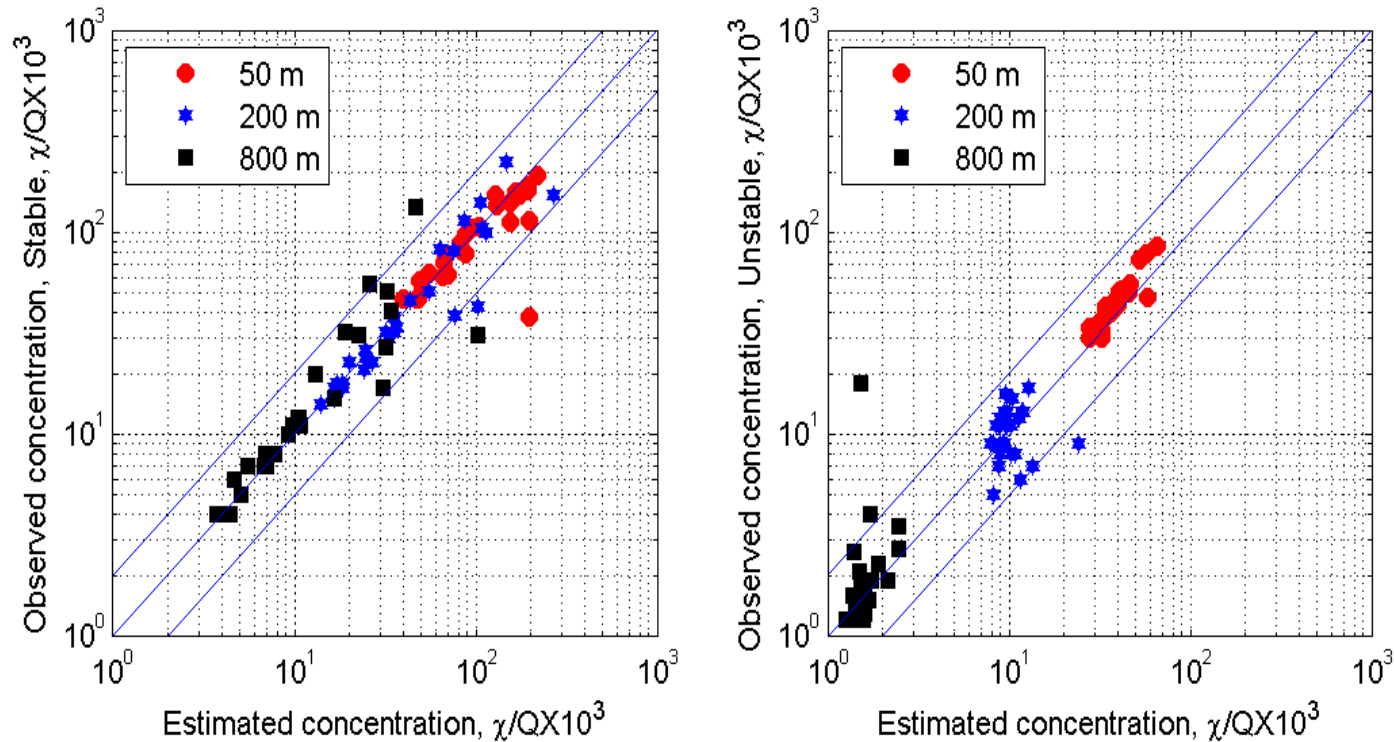 Observed concentration, Stable, χ/QX10³
10³
10²
10¹
10⁰
50 m
200 m
800 m
10⁰ 10¹ 10² 10³
Estimated concentration, χ/QX10³
Observed concentration, Unstable, χ/QX10³
10³
10²
10¹
10⁰
50 m
200 m
800 m
10⁰ 10¹ 10² 10³
Estimated concentration, χ/QX10³